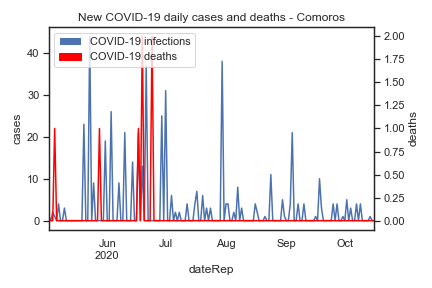 New COVID-19 daily cases and deaths - Comoros
COVID-19 infections
COVID-19 deaths
40
30
20
10
0
cases
2.00
1.75
1.50
1.25
1.00
0.75
0.50
0.25
0.00
deaths
Jun
2020
Jul
Aug
Sep
Oct
dateRep